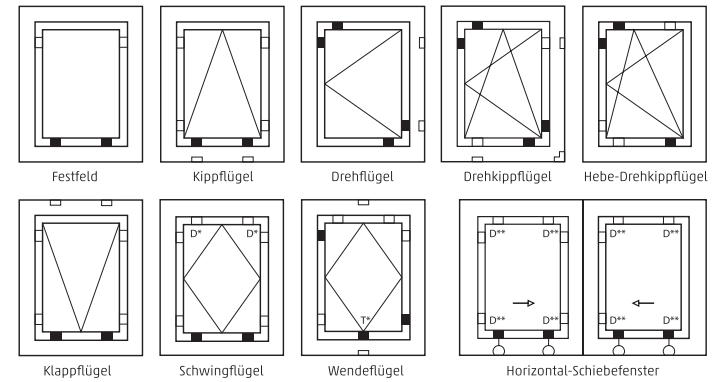 Festfeld
Kippflügel
Drehflügel
Drehkippflügel
Hebe-Drehkippflügel
D* D*
T*
D** D** D** D**
D** D** D** D**
Klappflügel
Schwingflügel
Wendeflügel
Horizontal-Schiebefenster